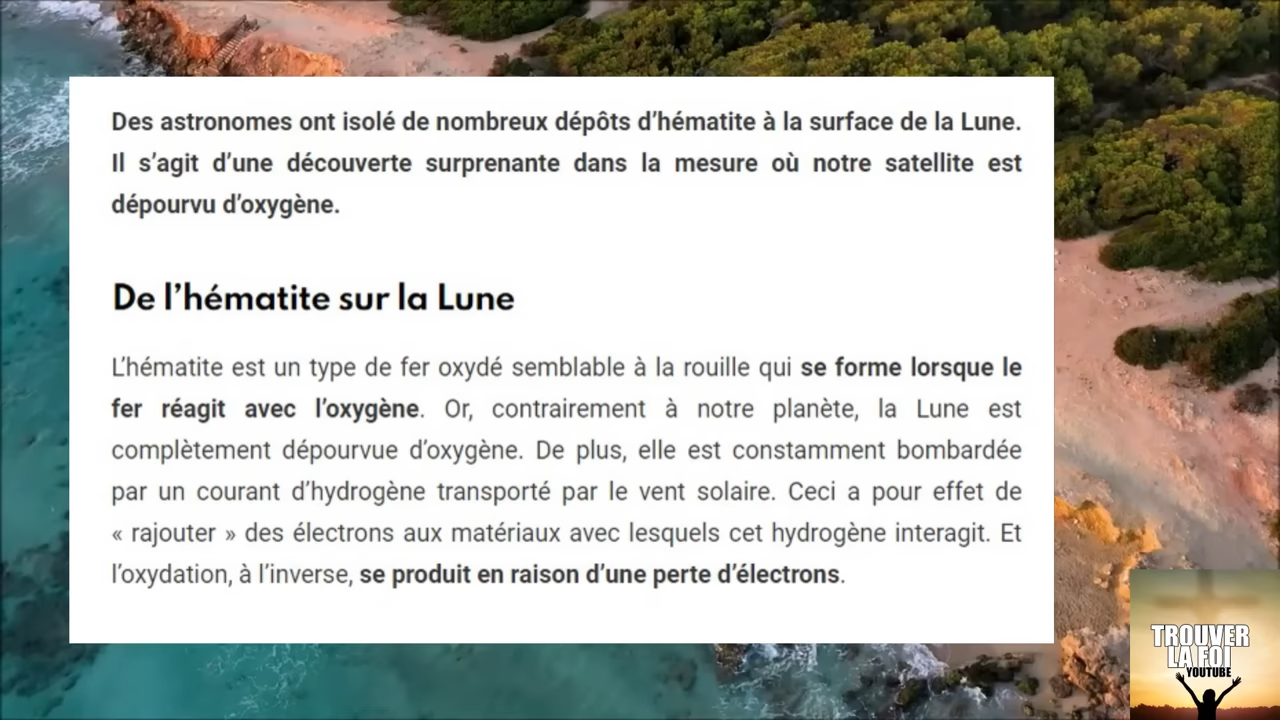 Des astronomes ont isolé de nombreux dépôts d’hématite à la surface de la Lune.
Il s’agit d’une découverte surprenante dans la mesure où notre satellite est
dépourvu d’oxygène.
De l’hématite sur la Lune
L’hématite est un type de fer oxydé semblable à la rouille qui se forme lorsque le
fer réagit avec l’oxygène. Or, contrairement à notre planète, la Lune est
complètement dépourvue d’oxygène. De plus, elle est constamment bombardée
par un courant d’hydrogène transporté par le vent solaire. Ceci a pour effet de
« rajouter » des électrons aux matériaux avec lesquels cet hydrogène interagit. Et
l’oxydation, à l’inverse, se produit en raison d’une perte d’électrons.
TROUVER
LA FOI
YOUTUBE